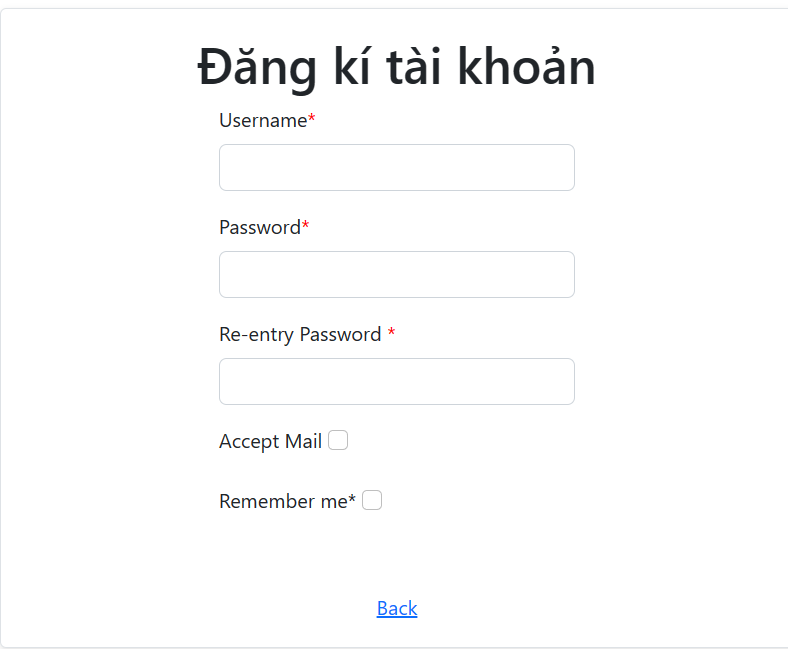 Đăng kí tài khoản
Username*
Password*
Re-entry Password *
Accept Mail
Remember me*
Back